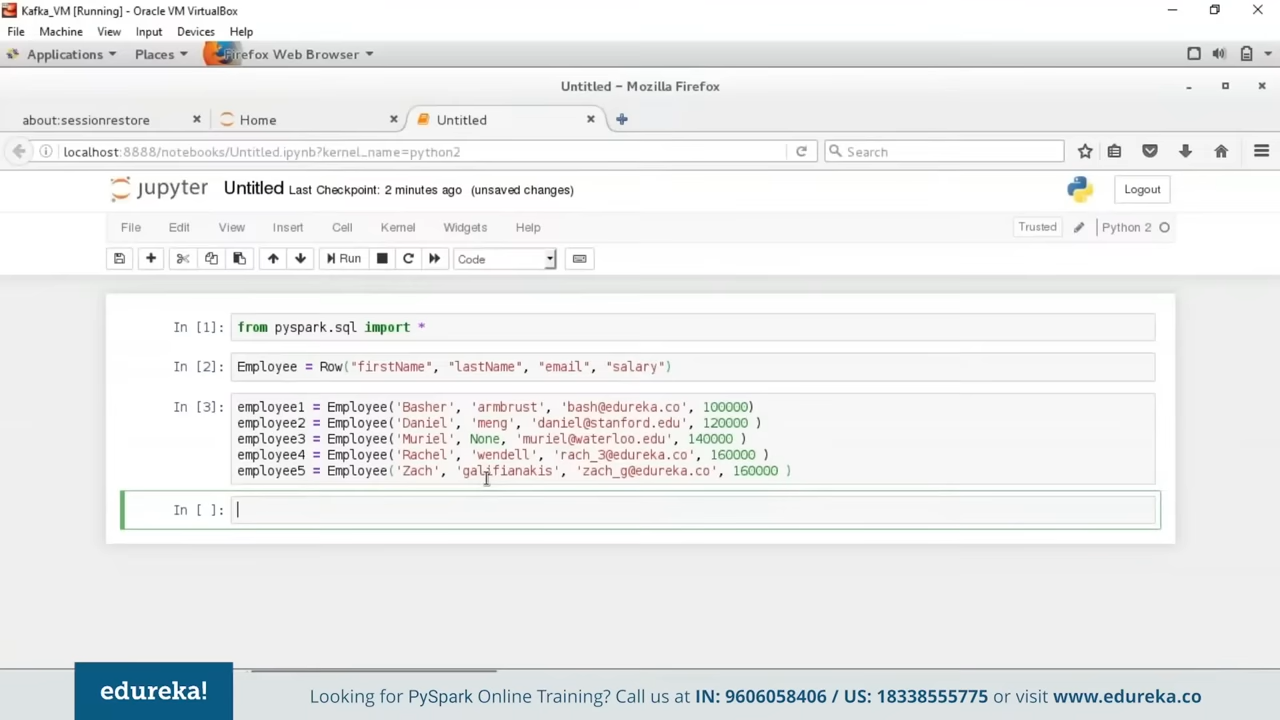 Kafka_VM [Running] - Oracle VM VirtualBox
File Machine View Input Devices Help
Applications Places Firefox Web Browser
Untitled – Mozilla Firefox
about:sessionrestore Home Untitled
localhost:8888/notebooks/Untitled.ipynb?kernel_name=python2 Search
jupyter Untitled Last Checkpoint: 2 minutes ago (unsaved changes) Logout
File Edit View Insert Cell Kernel Widgets Help Trusted Python 2
Run Code
In [1]: from pyspark.sql import *
In [2]: Employee = Row("firstName", "lastName", "email", "salary")
In [3]: employee1 = Employee('Basher', 'armbrust', 'bash@edureka.co', 100000)
employee2 = Employee('Daniel', 'meng', 'daniel@stanford.edu', 120000 )
employee3 = Employee('Muriel', None, 'muriel@waterloo.edu', 140000 )
employee4 = Employee('Rachel', 'wendell', 'rach_3@edureka.co', 160000 )
employee5 = Employee('Zach', 'galifianakis', 'zach_g@edureka.co', 160000 )
In [ ]:
edureka! Looking for PySpark Online Training? Call us at IN: 9606058406 / US: 18338555775 or visit www.edureka.co